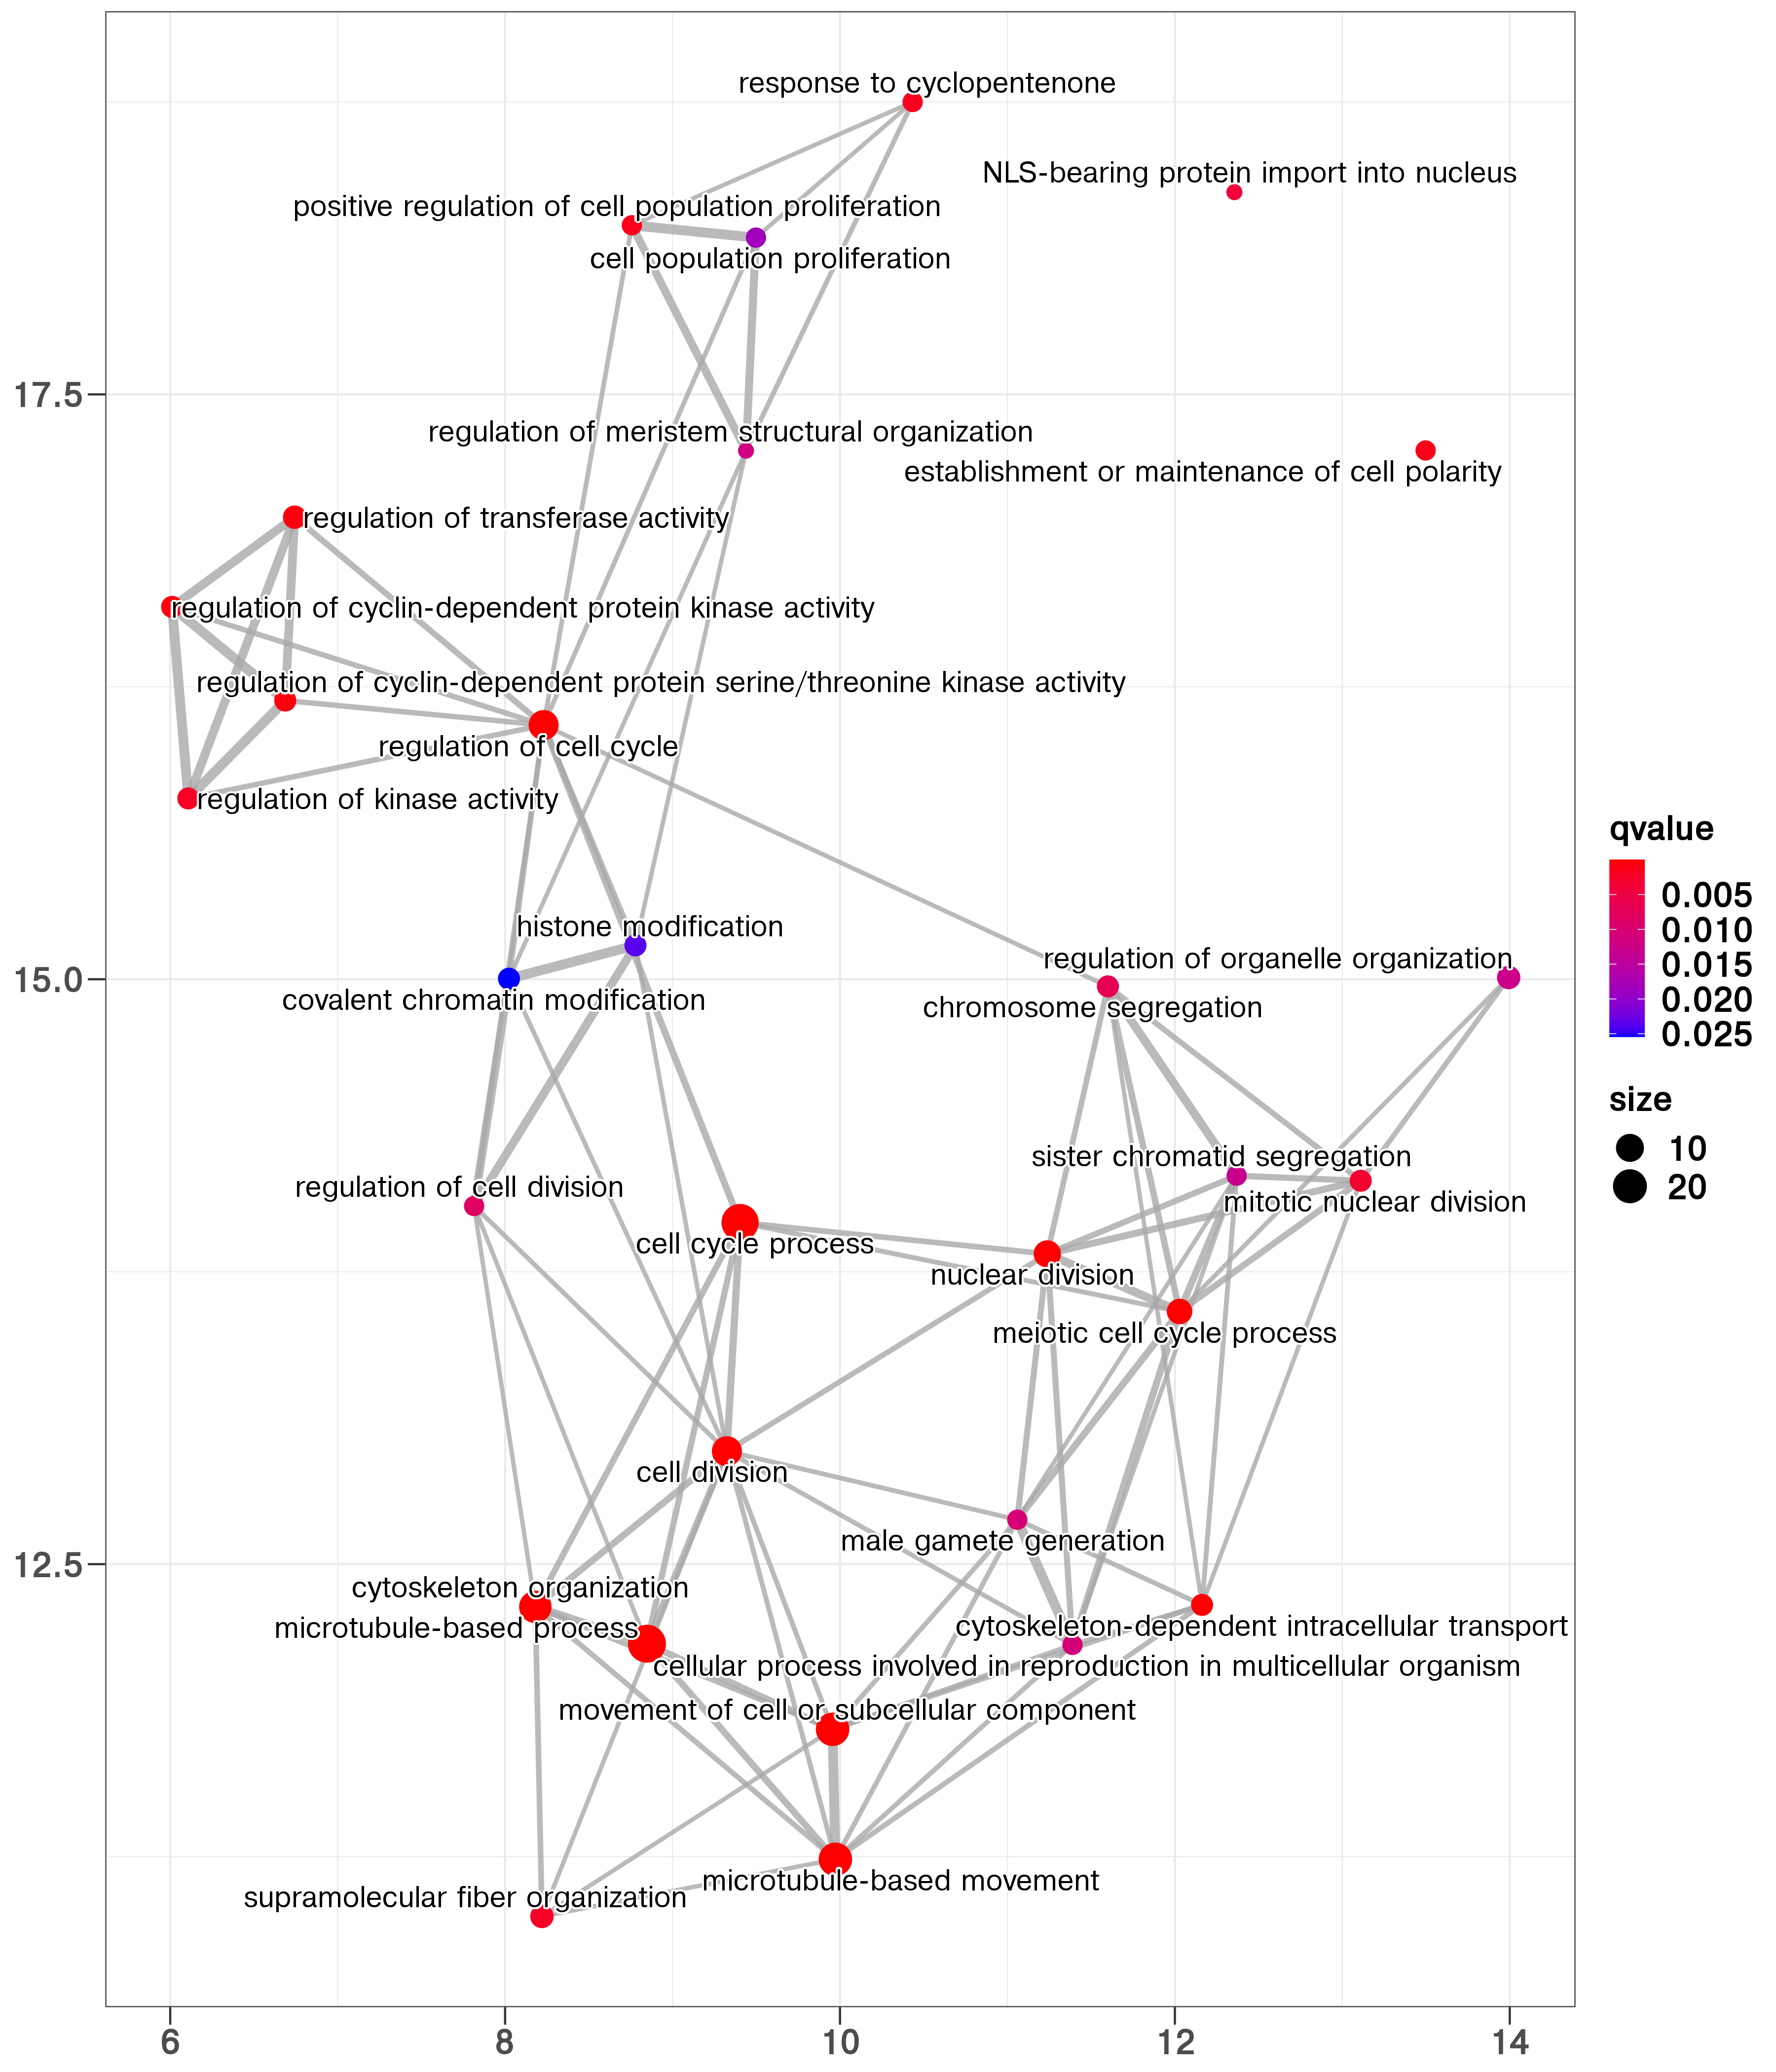 response to cyclopentenone
NLS-bearing protein import into nucleus
positive regulation of cell population proliferation
cell population proliferation
17.5
regulation of meristem structural organization
establishment or maintenance of cell polarity
regulation of transferase activity
regulation of cyclin-dependent protein kinase activity
regulation of cyclin-dependent protein serine/threonine kinase activity
regulation of cell cycle
regulation of kinase activity
qvalue
0.005
0.010
0.015
0.020
0.025
histone modification
regulation of organelle organization
15.0
covalent chromatin modification
chromosome segregation
size
10
20
sister chromatid segregation
regulation of cell division
mitotic nuclear division
cell cycle process
nuclear division
meiotic cell cycle process
cell division
male gamete generation
12.5
cytoskeleton organization
microtubule-based process
cytoskeleton-dependent intracellular transport
cellular process involved in reproduction in multicellular organism
movement of cell or subcellular component
microtubule-based movement
supramolecular fiber organization
6
8
10
12
14